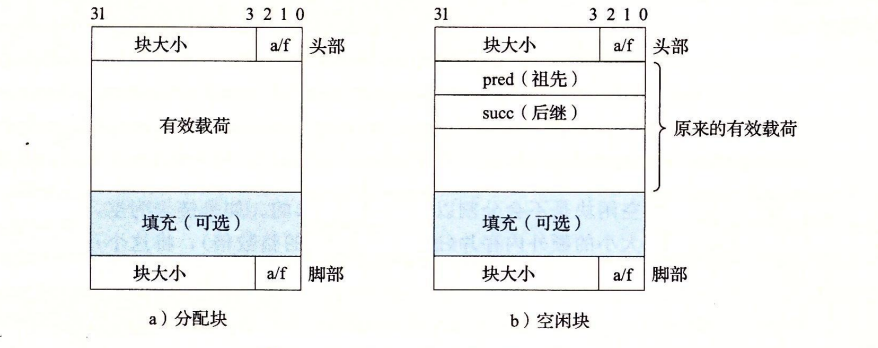 31 3 2 1 0
块大小 a/f 头部
有效载荷
填充（可选）
块大小 a/f 脚部
a）分配块
31 3 2 1 0
块大小 a/f 头部
pred（祖先）
succ（后继）
原来的有效载荷
填充（可选）
块大小 a/f 脚部
b）空闲块